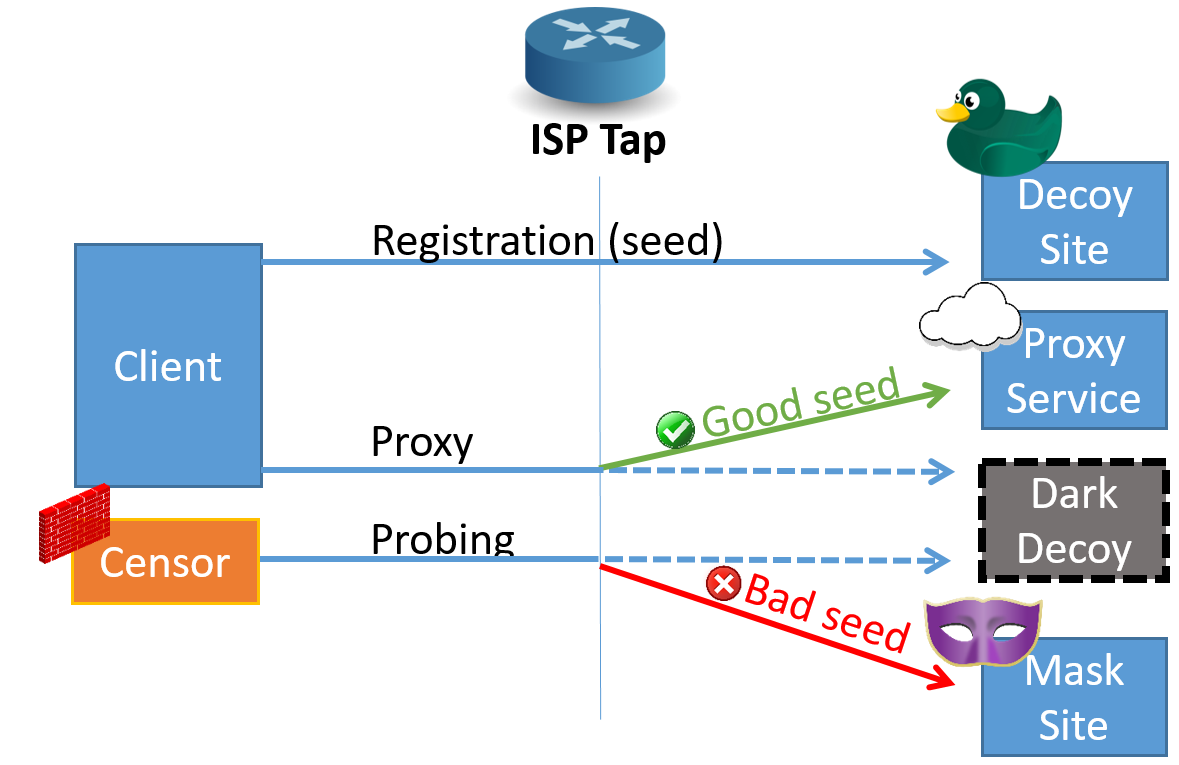 ISP Tap
Decoy
Site
Registration (seed)
Client
Proxy
Service
Good seed
Proxy
Dark
Decoy
Probing
Censor
Bad seed
Mask
Site